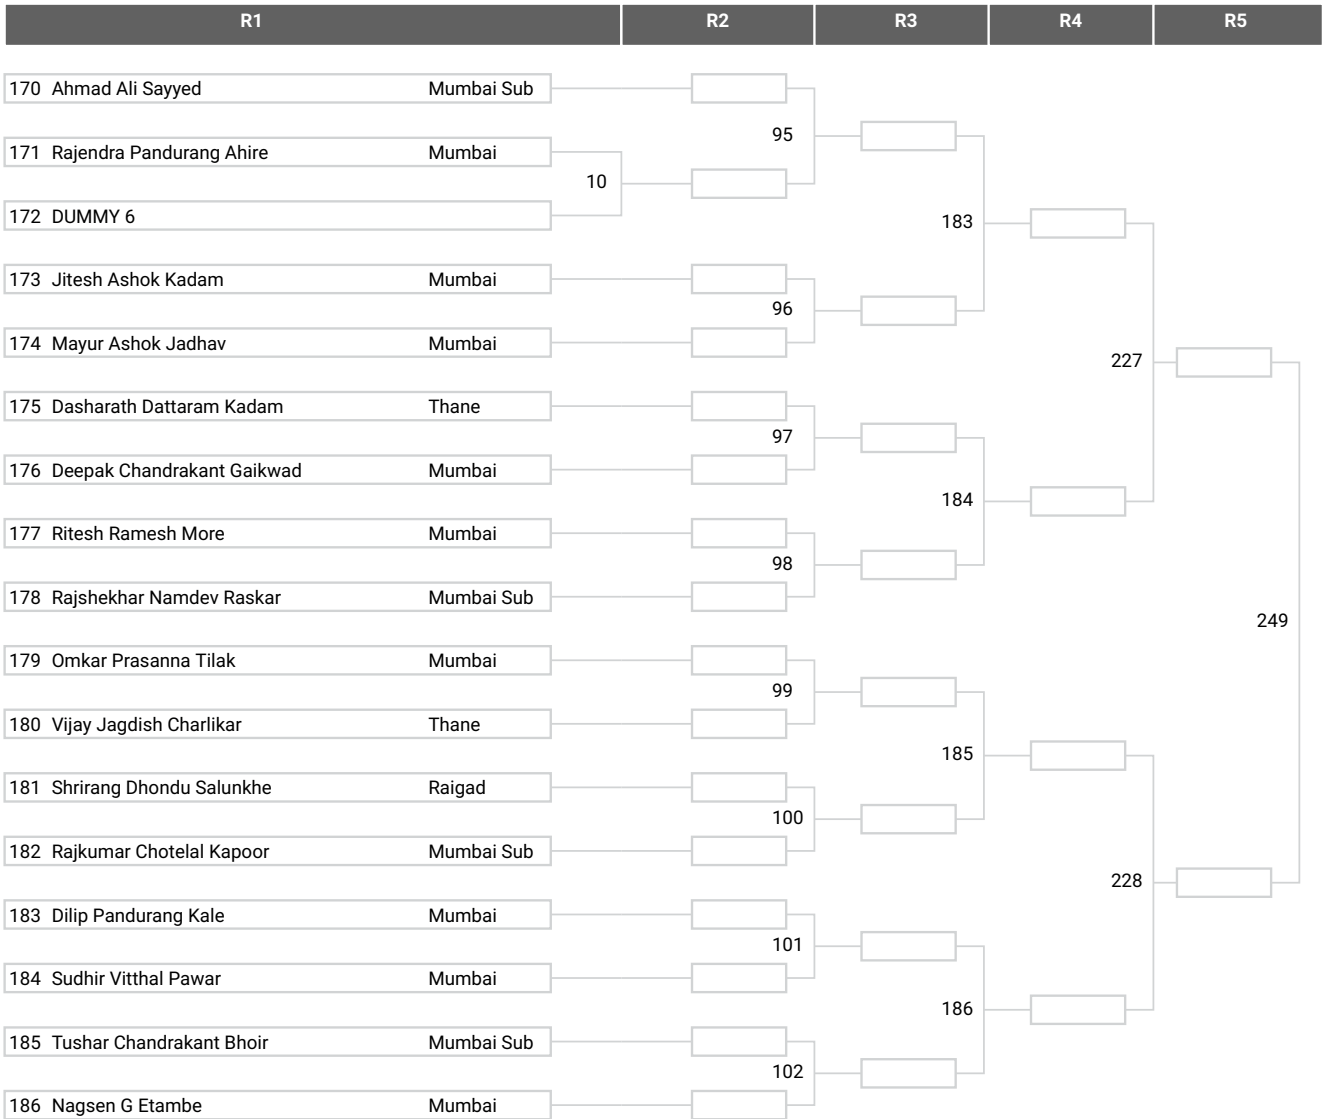 R1 R2 R3 R4 R5
170 Ahmad Ali Sayyed Mumbai Sub
95
171 Rajendra Pandurang Ahire Mumbai
10
172 DUMMY 6
183
173 Jitesh Ashok Kadam Mumbai
96
174 Mayur Ashok Jadhav Mumbai
227
175 Dasharath Dattaram Kadam Thane
97
176 Deepak Chandrakant Gaikwad Mumbai
184
177 Ritesh Ramesh More Mumbai
98
178 Rajshekhar Namdev Raskar Mumbai Sub
249
179 Omkar Prasanna Tilak Mumbai
99
180 Vijay Jagdish Charlikar Thane
185
181 Shrirang Dhondu Salunkhe Raigad
100
182 Rajkumar Chotelal Kapoor Mumbai Sub
228
183 Dilip Pandurang Kale Mumbai
101
184 Sudhir Vitthal Pawar Mumbai
186
185 Tushar Chandrakant Bhoir Mumbai Sub
102
186 Nagsen G Etambe Mumbai